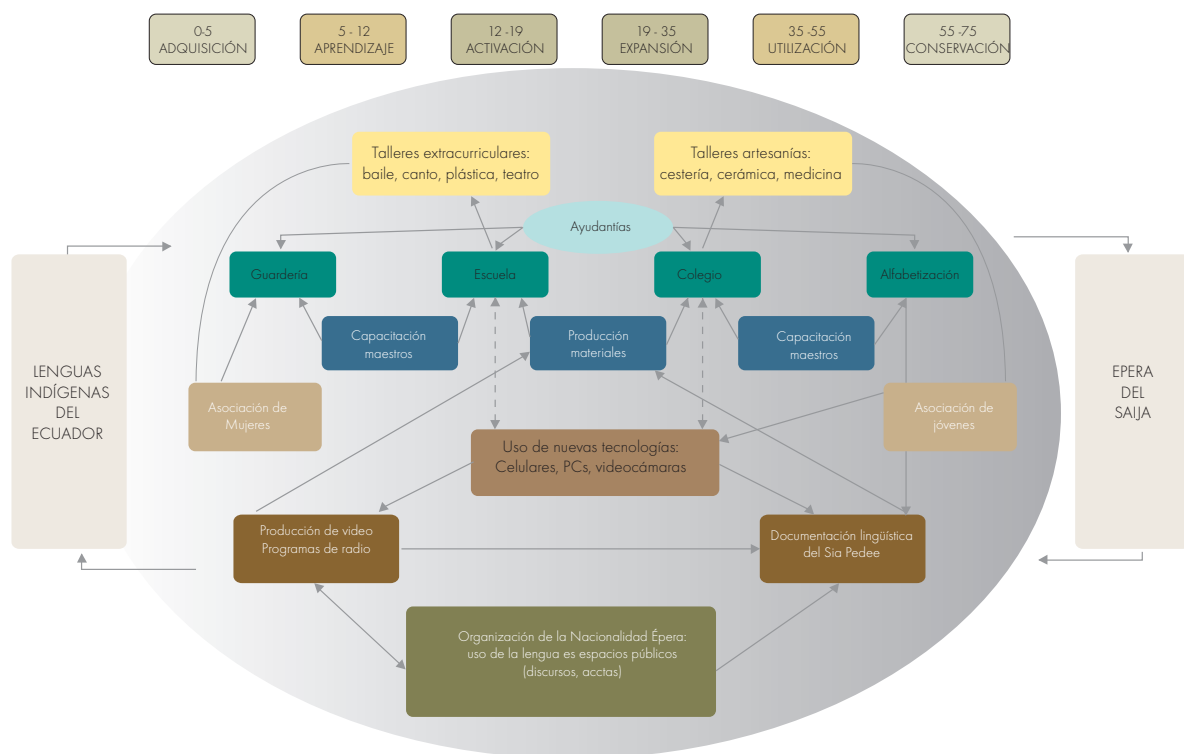 0-5
ADQUISICIÓN
5 - 12
APRENDIZAJE
12 -19
ACTIVACIÓN
19 - 35
EXPANSIÓN
35 -55
UTILIZACIÓN
55 -75
CONSERVACIÓN
Talleres extracurriculares:
baile, canto, plástica, teatro
Talleres artesanías:
cestería, cerámica, medicina
Ayudantías
Guardería
Escuela
Colegio
Alfabetización
Capacitación
maestros
Producción
materiales
Capacitación
maestros
LENGUAS
INDÍGENAS
DEL
ECUADOR
EPERA
DEL
SAIJA
Asociación de
Mujeres
Asociación de
jóvenes
Uso de nuevas tecnologías:
Celulares, PCs, videocámaras
Producción de video
Programas de radio
Documentación lingüística
del Sia Pedee
Organización de la Nacionalidad Épera:
uso de la lengua es espacios públicos
(discursos, acctas)